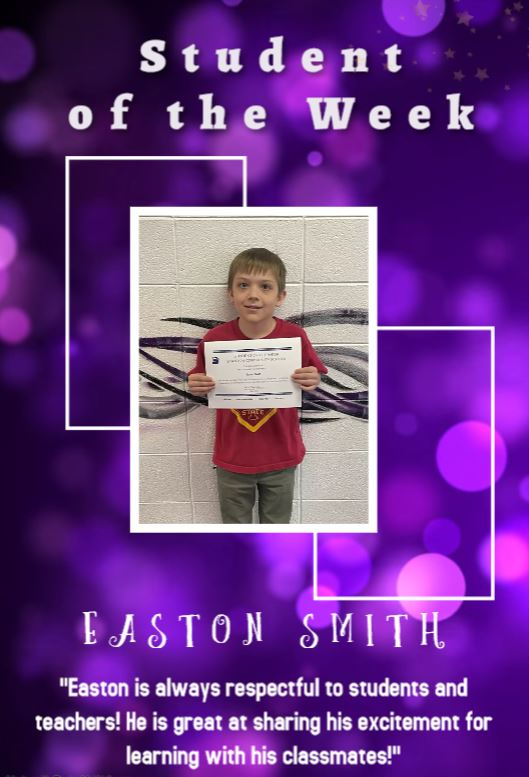 Student
of the Week
STATE
EASTON SMITH
"Easton is always respectful to students and
teachers! He is great at sharing his excitement for
learning with his classmates!"